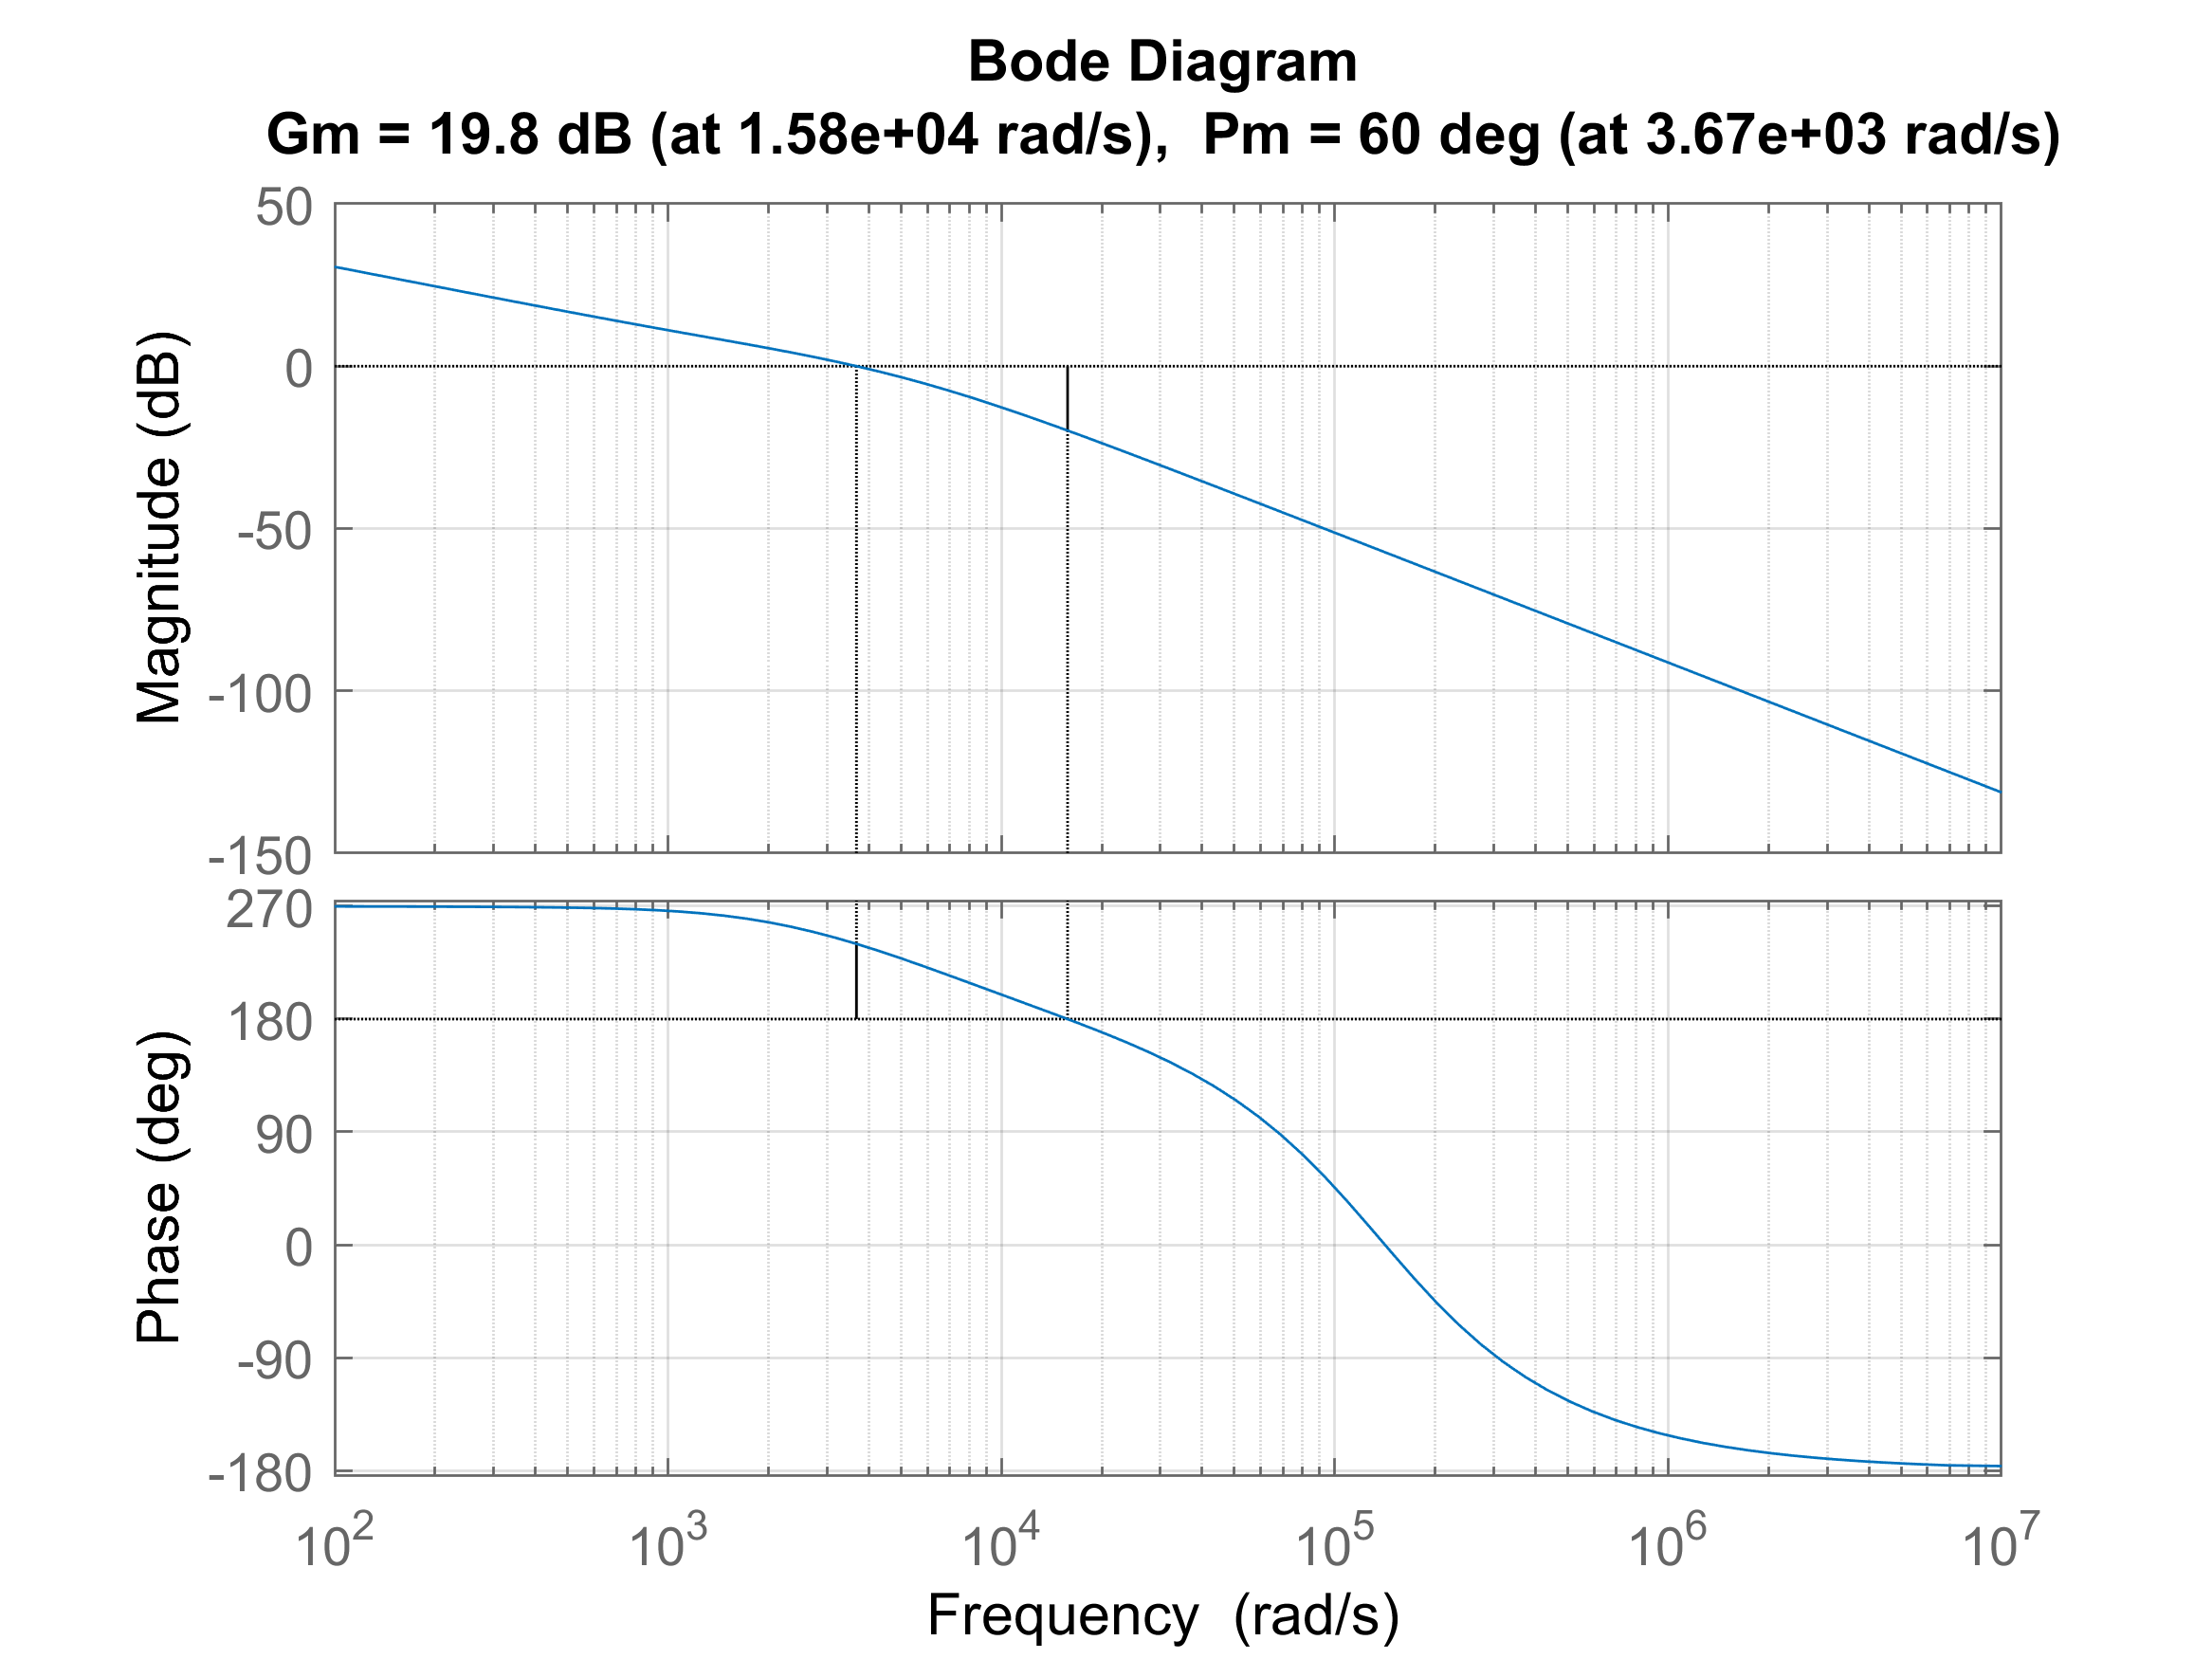 Bode Diagram
Gm = 19.8 dB (at 1.58e+04 rad/s),  Pm = 60 deg (at 3.67e+03 rad/s)
50
0
-50
-100
-150
Magnitude (dB)
270
180
90
0
-90
-180
Phase (deg)
10^2 10^3 10^4 10^5 10^6 10^7
Frequency (rad/s)